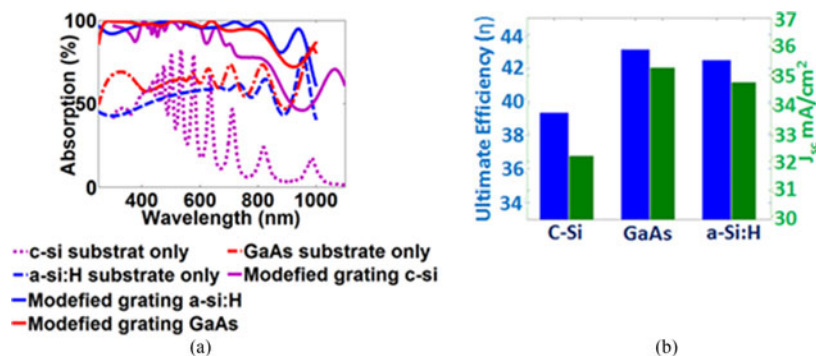 (a)
Absorption (%)
100
50
0
400 600 800 1000
Wavelength (nm)
c-si substrat only
GaAs substrate only
a-si:H substrate only
Modefied grating c-si
Modefied grating a-si:H
Modefied grating GaAs
(a)
b)
Ultimate Efficiency (η)
44
42
40
38
36
34
37
36
35
34
33
32
31
30
J_sc mA/cm²
C-Si GaAs a-Si:H
(b)